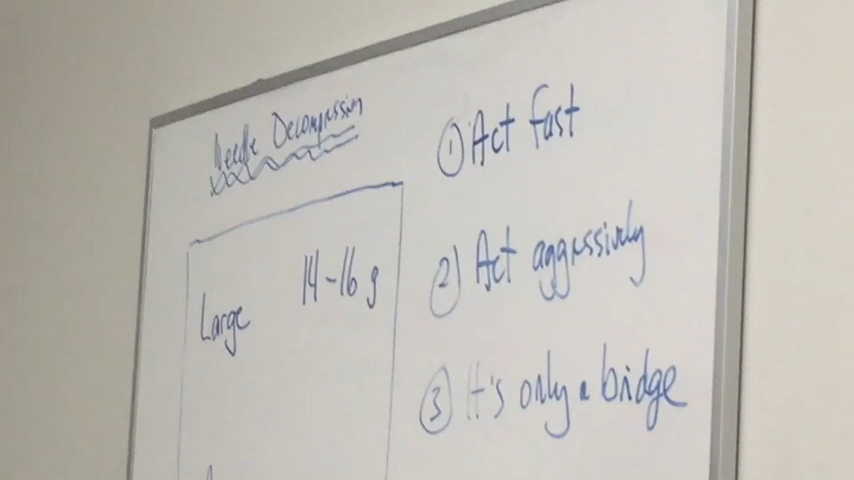 Needle Decompression
Large 14-16 g
① Act fast
② Act aggressively
③ It's only a bridge